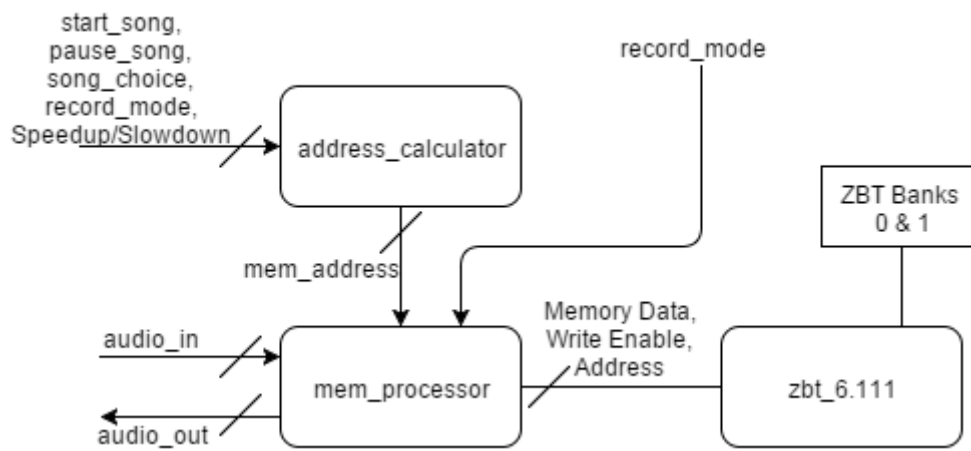 start_song,
pause_song,
song_choice,
record_mode,
Speedup/Slowdown
record_mode
address_calculator
ZBT Banks
0 & 1
mem_address
Memory Data,
Write Enable,
Address
audio_in
mem_processor
zbt_6.111
audio_out